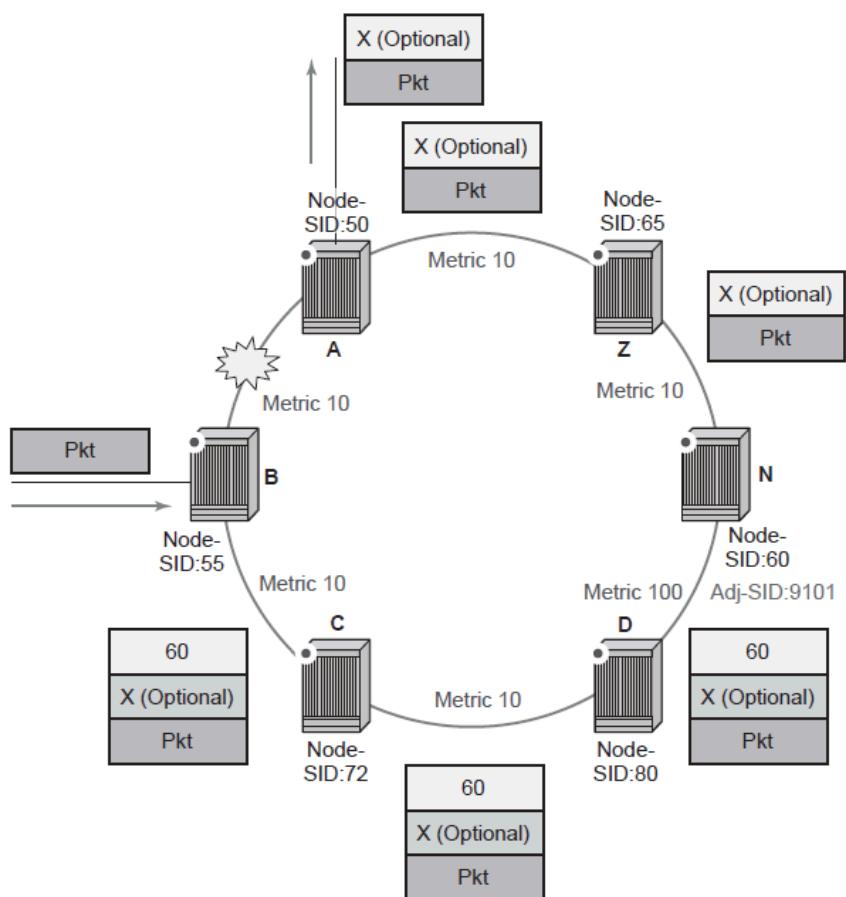 X (Optional)
Pkt
X (Optional)
Pkt
Node-
SID:50
Node-
SID:65
Metric 10
A
Z
X (Optional)
Pkt
Metric 10
Metric 10
Pkt
B
N
Node-
SID:55
Node-
SID:60
Metric 10
Metric 100
Adj-SID:9101
C
D
60
X (Optional)
Pkt
Metric 10
60
X (Optional)
Pkt
Node-
SID:72
Node-
SID:80
60
X (Optional)
Pkt